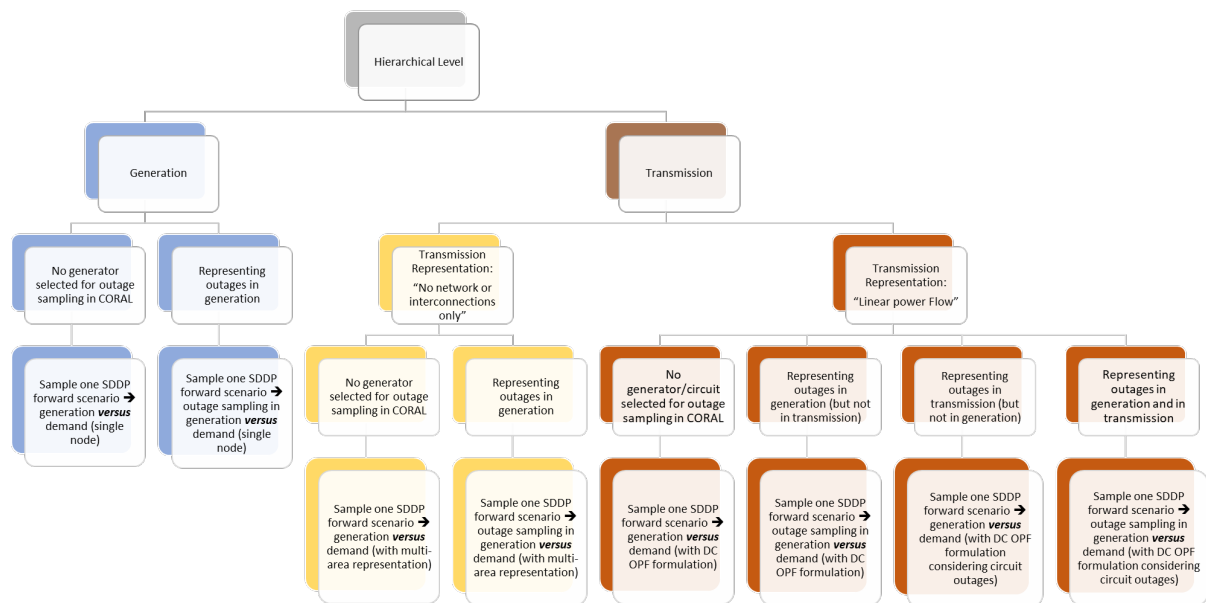 Hierarchical Level
Generation
Transmission
No generator
selected for outage
sampling in CORAL
Representing
outages in
generation
Transmission
Representation:
"No network or
interconnections
only"
Transmission
Representation:
"Linear power Flow"
Sample one SDDP
forward scenario ➔
generation versus
demand (single
node)
Sample one SDDP
forward scenario ➔
outage sampling in
generation versus
demand (single
node)
No generator
selected for outage
sampling in CORAL
Representing
outages in
generation
No
generator/circuit
selected for outage
sampling in CORAL
Representing
outages in
generation (but not
in transmission)
Representing
outages in
transmission (but
not in generation)
Representing
outages in
generation and in
transmission
Sample one SDDP
forward scenario ➔
generation versus
demand (with multi-
area representation)
Sample one SDDP
forward scenario ➔
outage sampling in
generation versus
demand (with multi-
area representation)
Sample one SDDP
forward scenario ➔
generation versus
demand (with DC
OPF formulation)
Sample one SDDP
forward scenario ➔
outage sampling in
generation versus
demand (with DC
OPF formulation)
Sample one SDDP
forward scenario ➔
generation versus
demand (with DC OPF
formulation
considering circuit
outages)
Sample one SDDP
forward scenario ➔
outage sampling in
generation versus
demand (with DC OPF
formulation considering
circuit outages)